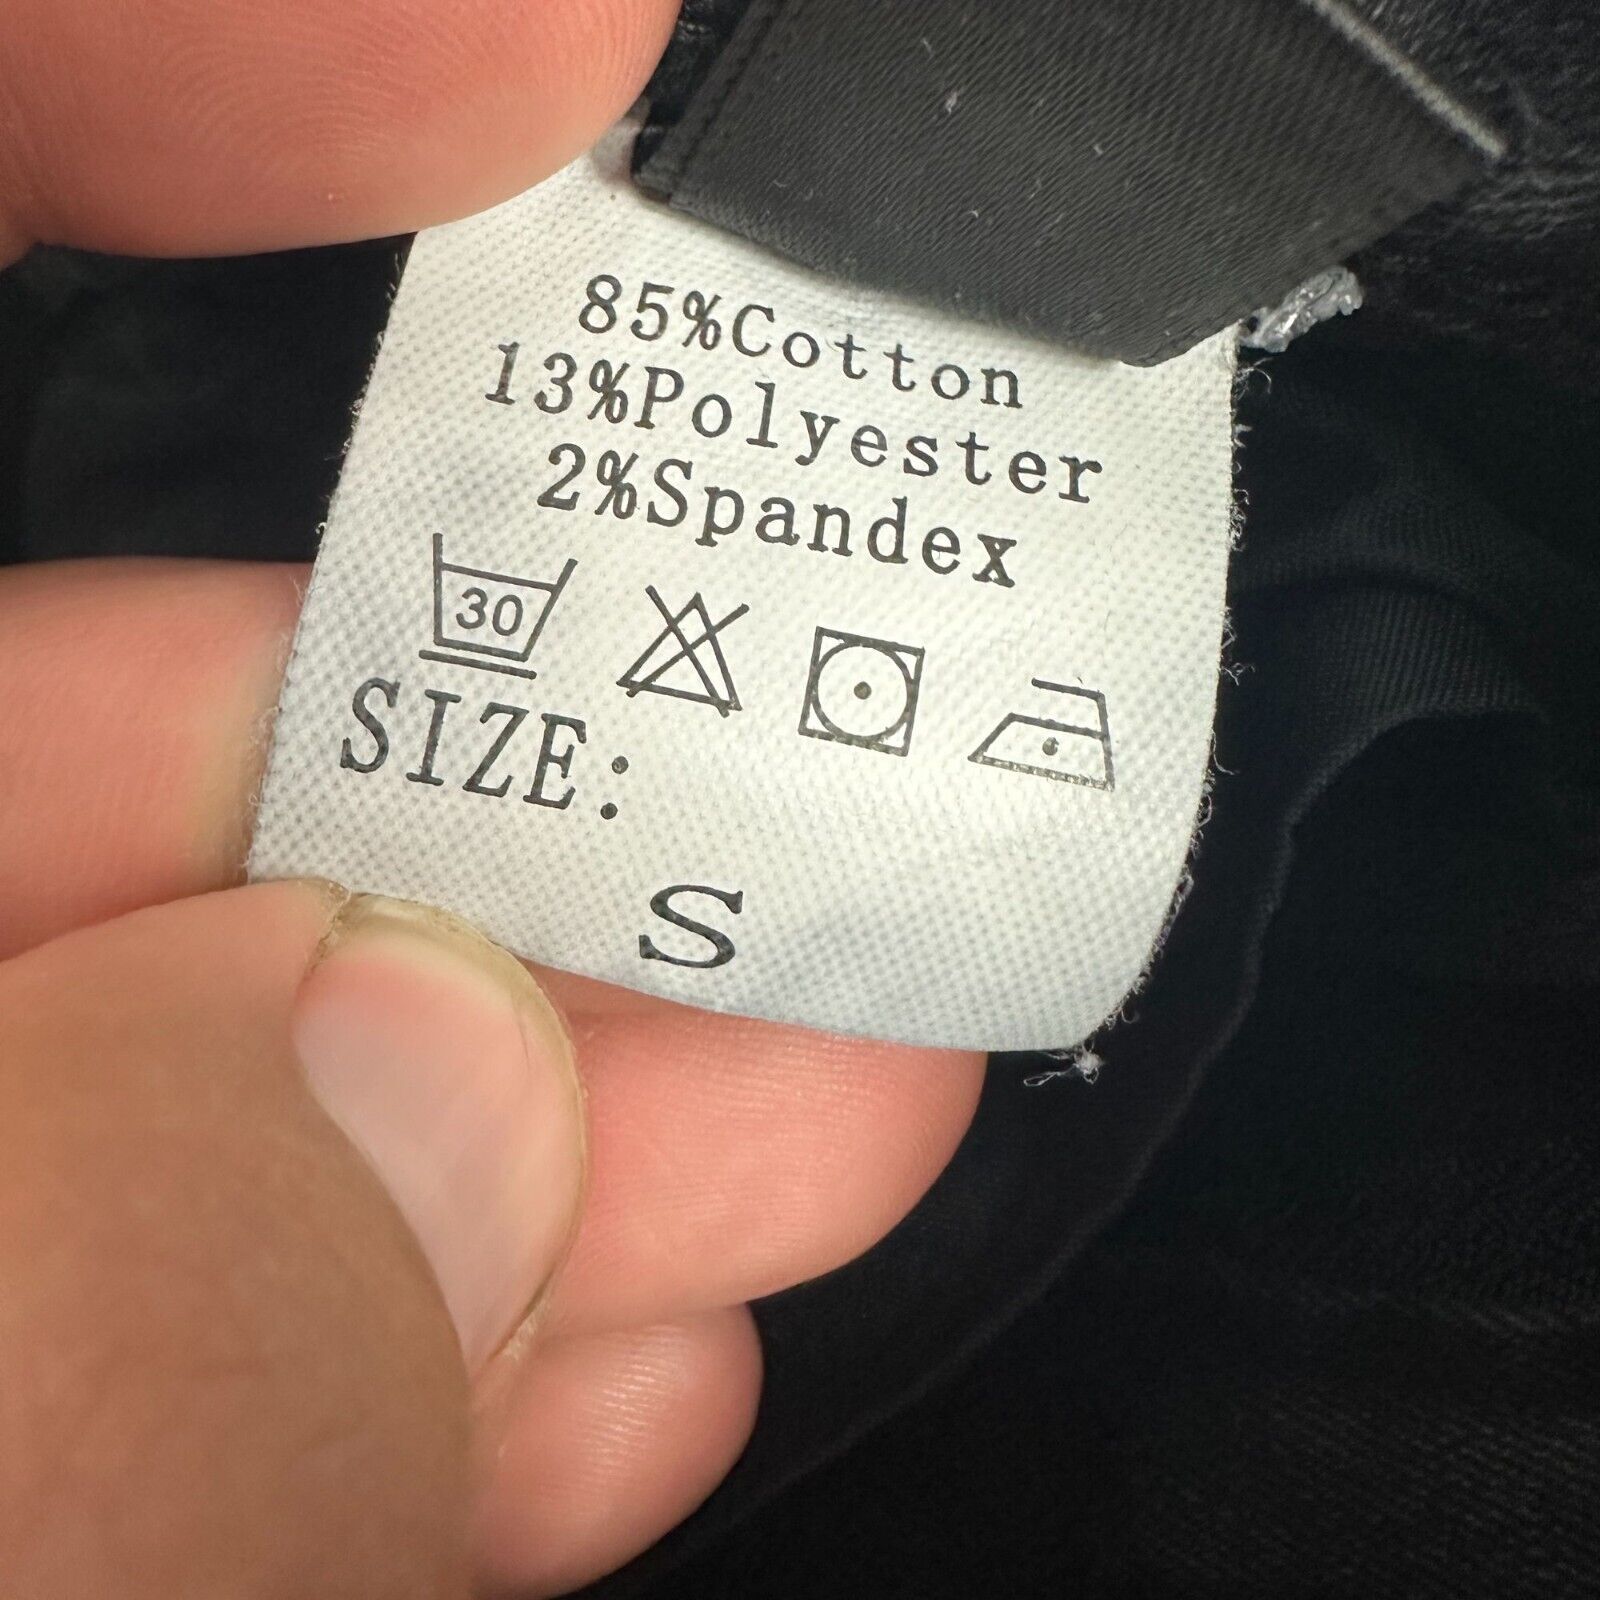 85%Cotton
13%Polyester
2%Spandex
30
SIZE:
S